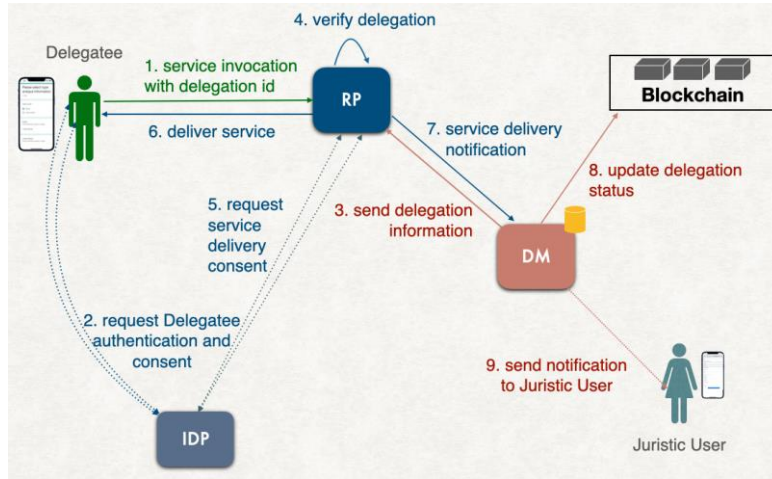 4. verify delegation
Delegatee
1. service invocation
with delegation id
RP
Blockchain
6. deliver service
7. service delivery
notification
8. update delegation
status
5. request
service
delivery
consent
3. send delegation
information
DM
2. request Delegatee
authentication and
consent
9. send notification
to Juristic User
IDP
Juristic User